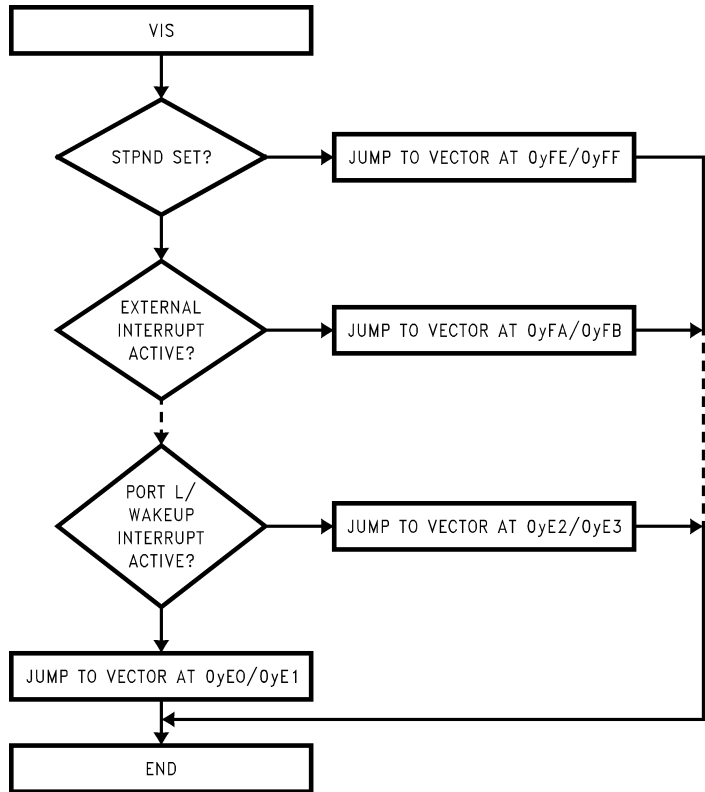 VIS
STPND SET?
JUMP TO VECTOR AT 0yFE/0yFF
EXTERNAL
INTERRUPT
ACTIVE?
JUMP TO VECTOR AT 0yFA/0yFB
PORT L/
WAKEUP
INTERRUPT
ACTIVE?
JUMP TO VECTOR AT 0yE2/0yE3
JUMP TO VECTOR AT 0yE0/0yE1
END